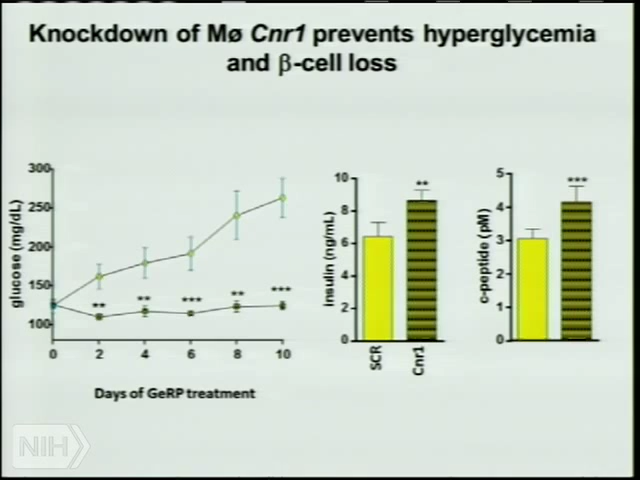 Knockdown of Mø Cnr1 prevents hyperglycemia
and β-cell loss
glucose (mg/dL)
300
250
200
150
100
** ** *** ** ***
0 2 4 6 8 10
Days of GeRP treatment
insulin (ng/mL)
10
8
6
4
2
0
**
SCR
Cnr1
c-peptide (pM)
5
4
3
2
1
0
***
NIH